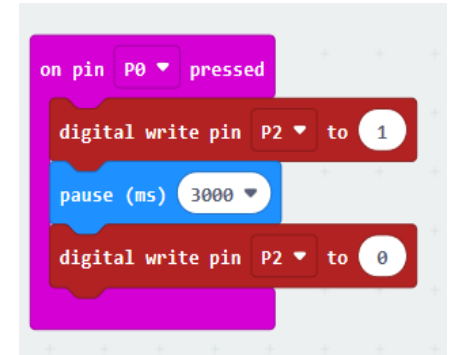 on pin P0 pressed
digital write pin P2 to 1
pause (ms) 3000
digital write pin P2 to 0